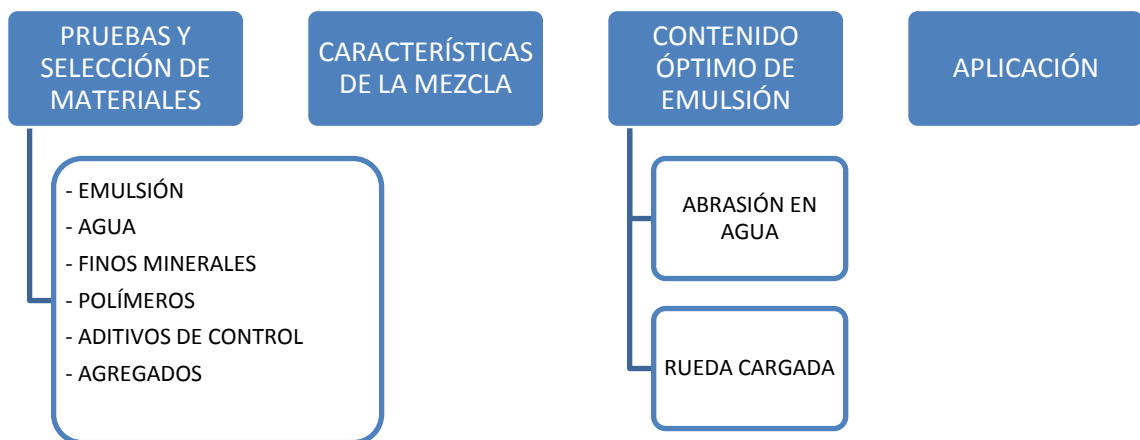 PRUEBAS Y
SELECCIÓN DE
MATERIALES
CARACTERÍSTICAS
DE LA MEZCLA
CONTENIDO
ÓPTIMO DE
EMULSIÓN
APLICACIÓN
- EMULSIÓN
- AGUA
- FINOS MINERALES
- POLÍMEROS
- ADITIVOS DE CONTROL
- AGREGADOS
ABRASIÓN EN
AGUA
RUEDA CARGADA